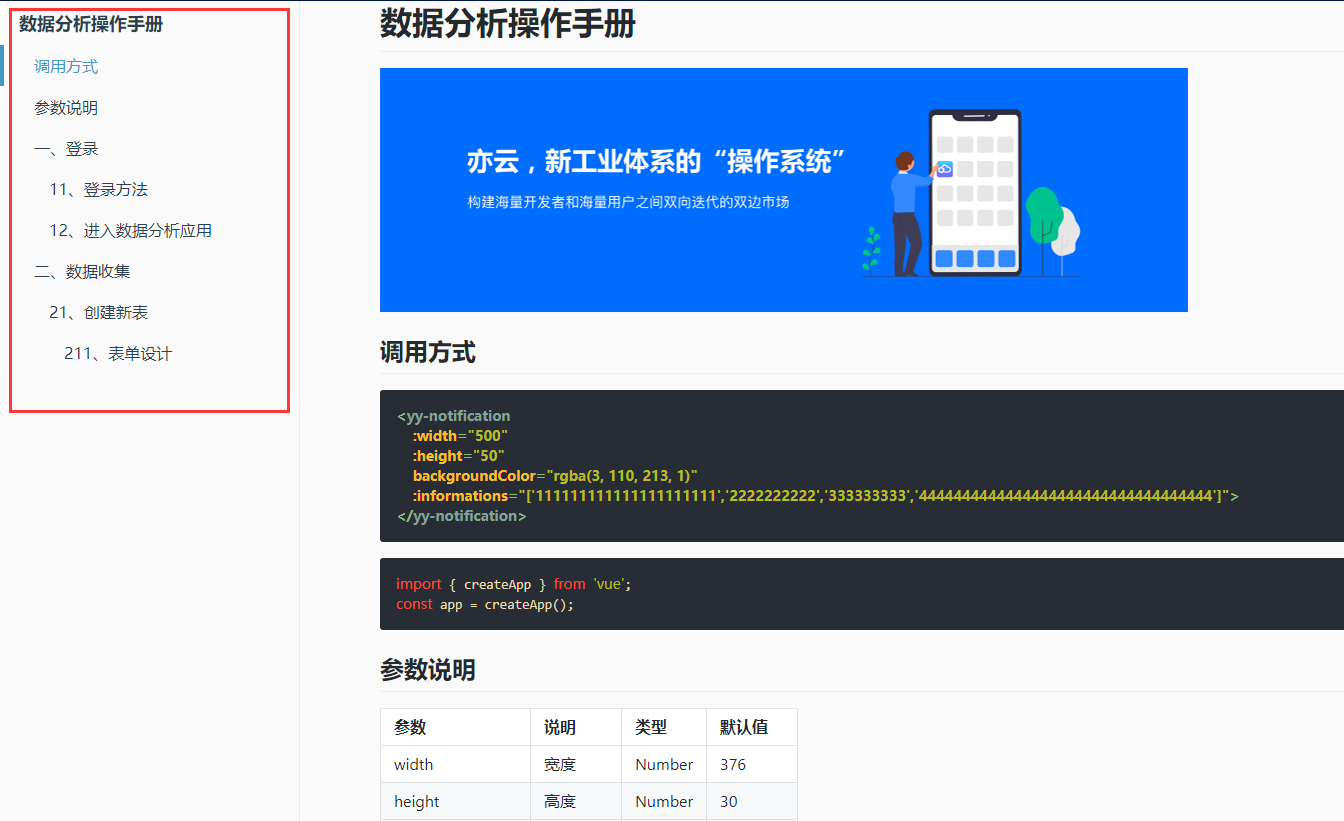 数据分析操作手册
调用方式
参数说明
一、登录
11、登录方法
12、进入数据分析应用
二、数据收集
21、创建新表
211、表单设计
数据分析操作手册
亦云，新工业体系的“操作系统”
构建海量开发者和海量用户之间双向迭代的双边市场
调用方式
<yy-notification
:width="500"
:height="50"
backgroundColor="rgba(3, 110, 213, 1)"
:informations="['111111111111111111111','2222222222','333333333','4444444444444444444444444444444444']">
</yy-notification>
import { createApp } from 'vue';
const app = createApp();
参数说明
参数 说明 类型 默认值
width 宽度 Number 376
height 高度 Number 30